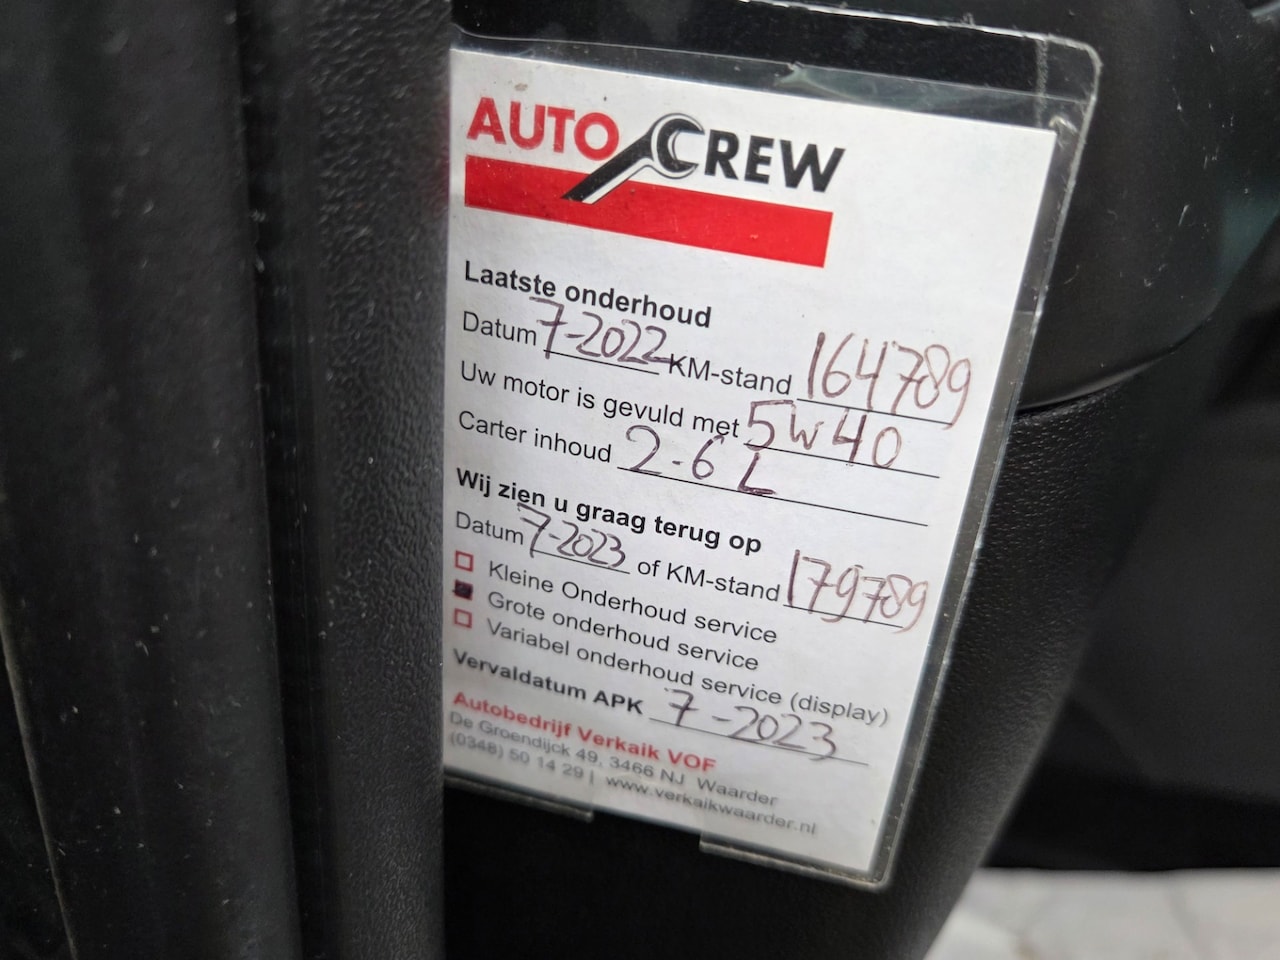 AUTO CREW
Laatste onderhoud
Datum 7-2022 KM-stand 164789
Uw motor is gevuld met 5W40
Carter inhoud 2-6 L
Wij zien u graag terug op
Datum 7-2023 of KM-stand 179789
Kleine Onderhoud service
Grote onderhoud service
Variabel onderhoud service (display)
Vervaldatum APK 7-2023
Autobedrijf Verkaik VOF
De Groendijck 49, 3466 NJ Waarder
(0348) 50 14 29 | www.verkaikwaarder.nl